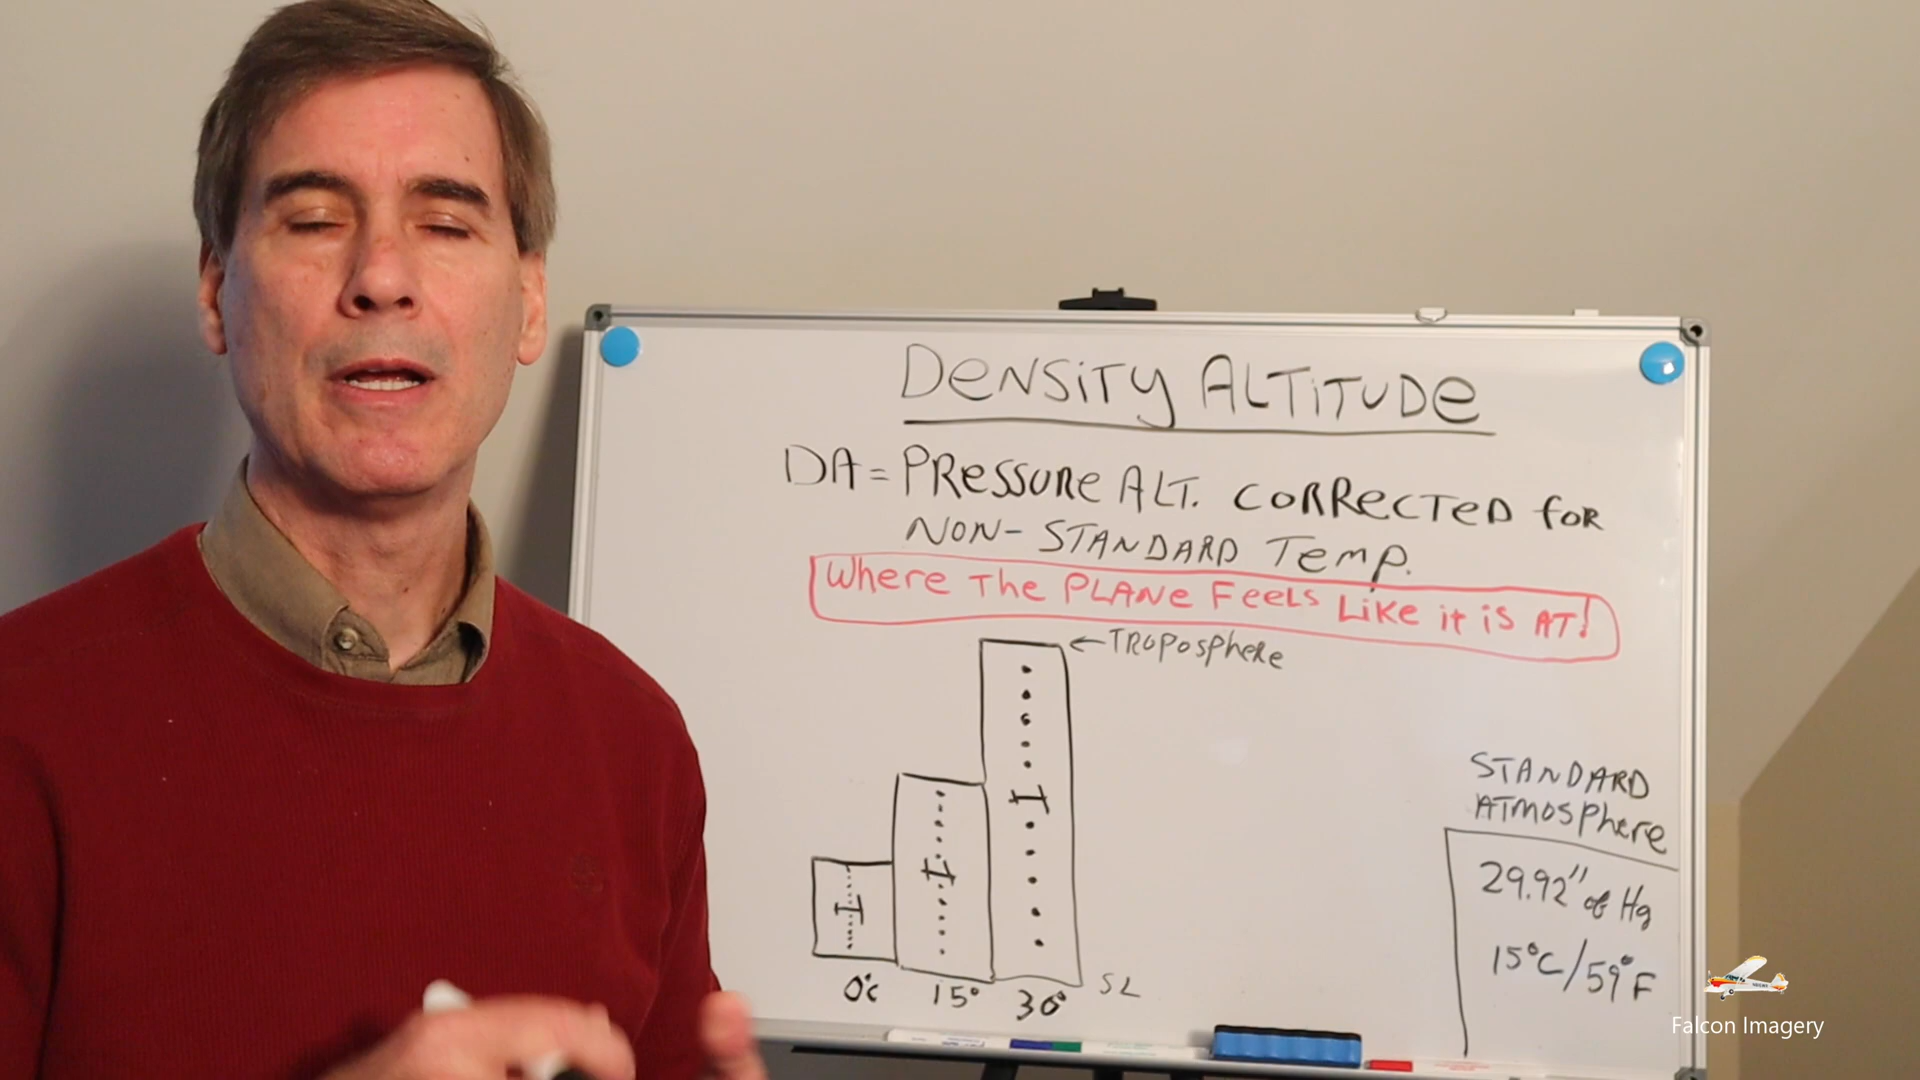 DENSITY ALTITUDE
DA = PRESSURE ALT. CORRECTED FOR
NON-STANDARD TEMP.
WHERE THE PLANE FEELS LIKE IT IS AT!
←TROPOSPHERE
0°C 15° 30° SL
STANDARD
ATMOSPHERE
29.92" of Hg
15°C/59°F
Falcon Imagery